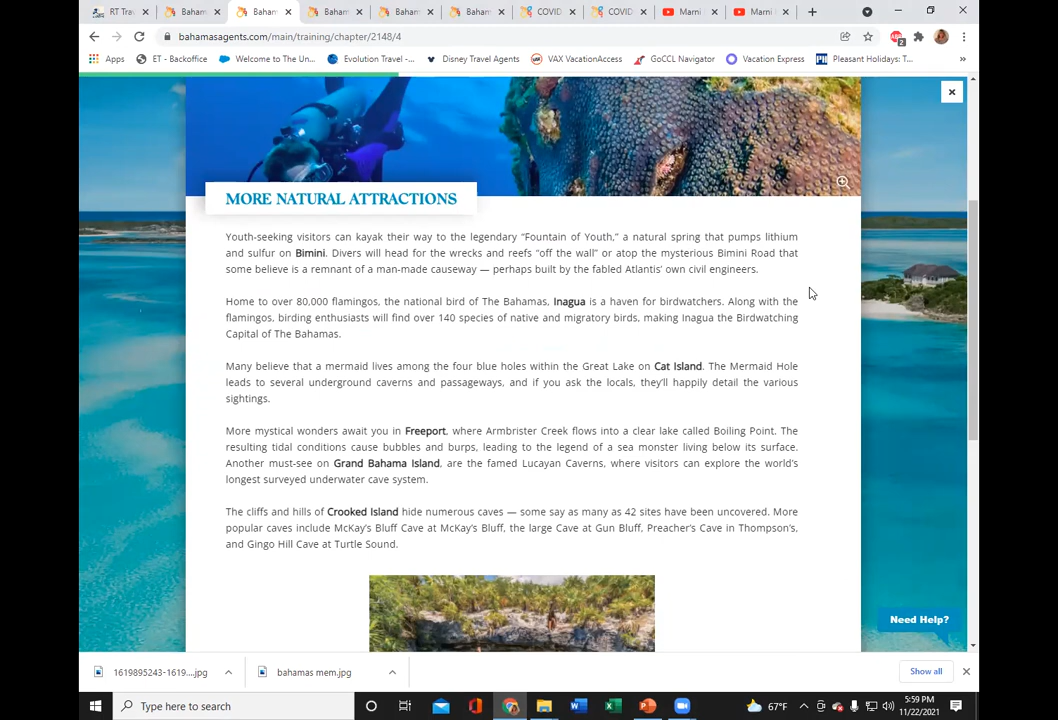 RT Tra
Baham
Baham
Baham
Baham
Baham
COVID
COVID
Marni
Marni
bahamasagents.com/main/training/chapter/2148/4
2
Apps
ET - Backoffice
Welcome to The Un...
Evolution Travel -...
Disney Travel Agents
VAX VacationAccess
GoCCL Navigator
Vacation Express
PH
Pleasant Holidays: T...
»
MORE NATURAL ATTRACTIONS
Youth-seeking visitors can kayak their way to the legendary “Fountain of Youth,” a natural spring that pumps lithium
and sulfur on Bimini. Divers will head for the wrecks and reefs “off the wall” or atop the mysterious Bimini Road that
some believe is a remnant of a man-made causeway — perhaps built by the fabled Atlantis’ own civil engineers.
Home to over 80,000 flamingos, the national bird of The Bahamas, Inagua is a haven for birdwatchers. Along with the
flamingos, birding enthusiasts will find over 140 species of native and migratory birds, making Inagua the Birdwatching
Capital of The Bahamas.
Many believe that a mermaid lives among the four blue holes within the Great Lake on Cat Island. The Mermaid Hole
leads to several underground caverns and passageways, and if you ask the locals, they’ll happily detail the various
sightings.
More mystical wonders await you in Freeport, where Armbrister Creek flows into a clear lake called Boiling Point. The
resulting tidal conditions cause bubbles and burps, leading to the legend of a sea monster living below its surface.
Another must-see on Grand Bahama Island, are the famed Lucayan Caverns, where visitors can explore the world’s
longest surveyed underwater cave system.
The cliffs and hills of Crooked Island hide numerous caves — some say as many as 42 sites have been uncovered. More
popular caves include McKay’s Bluff Cave at McKay’s Bluff, the large Cave at Gun Bluff, Preacher’s Cave in Thompson’s,
and Gingo Hill Cave at Turtle Sound.
Need Help?
1619895243-1619....jpg
bahamas mem.jpg
Show all
Type here to search
67°F
5:59 PM
11/22/2021